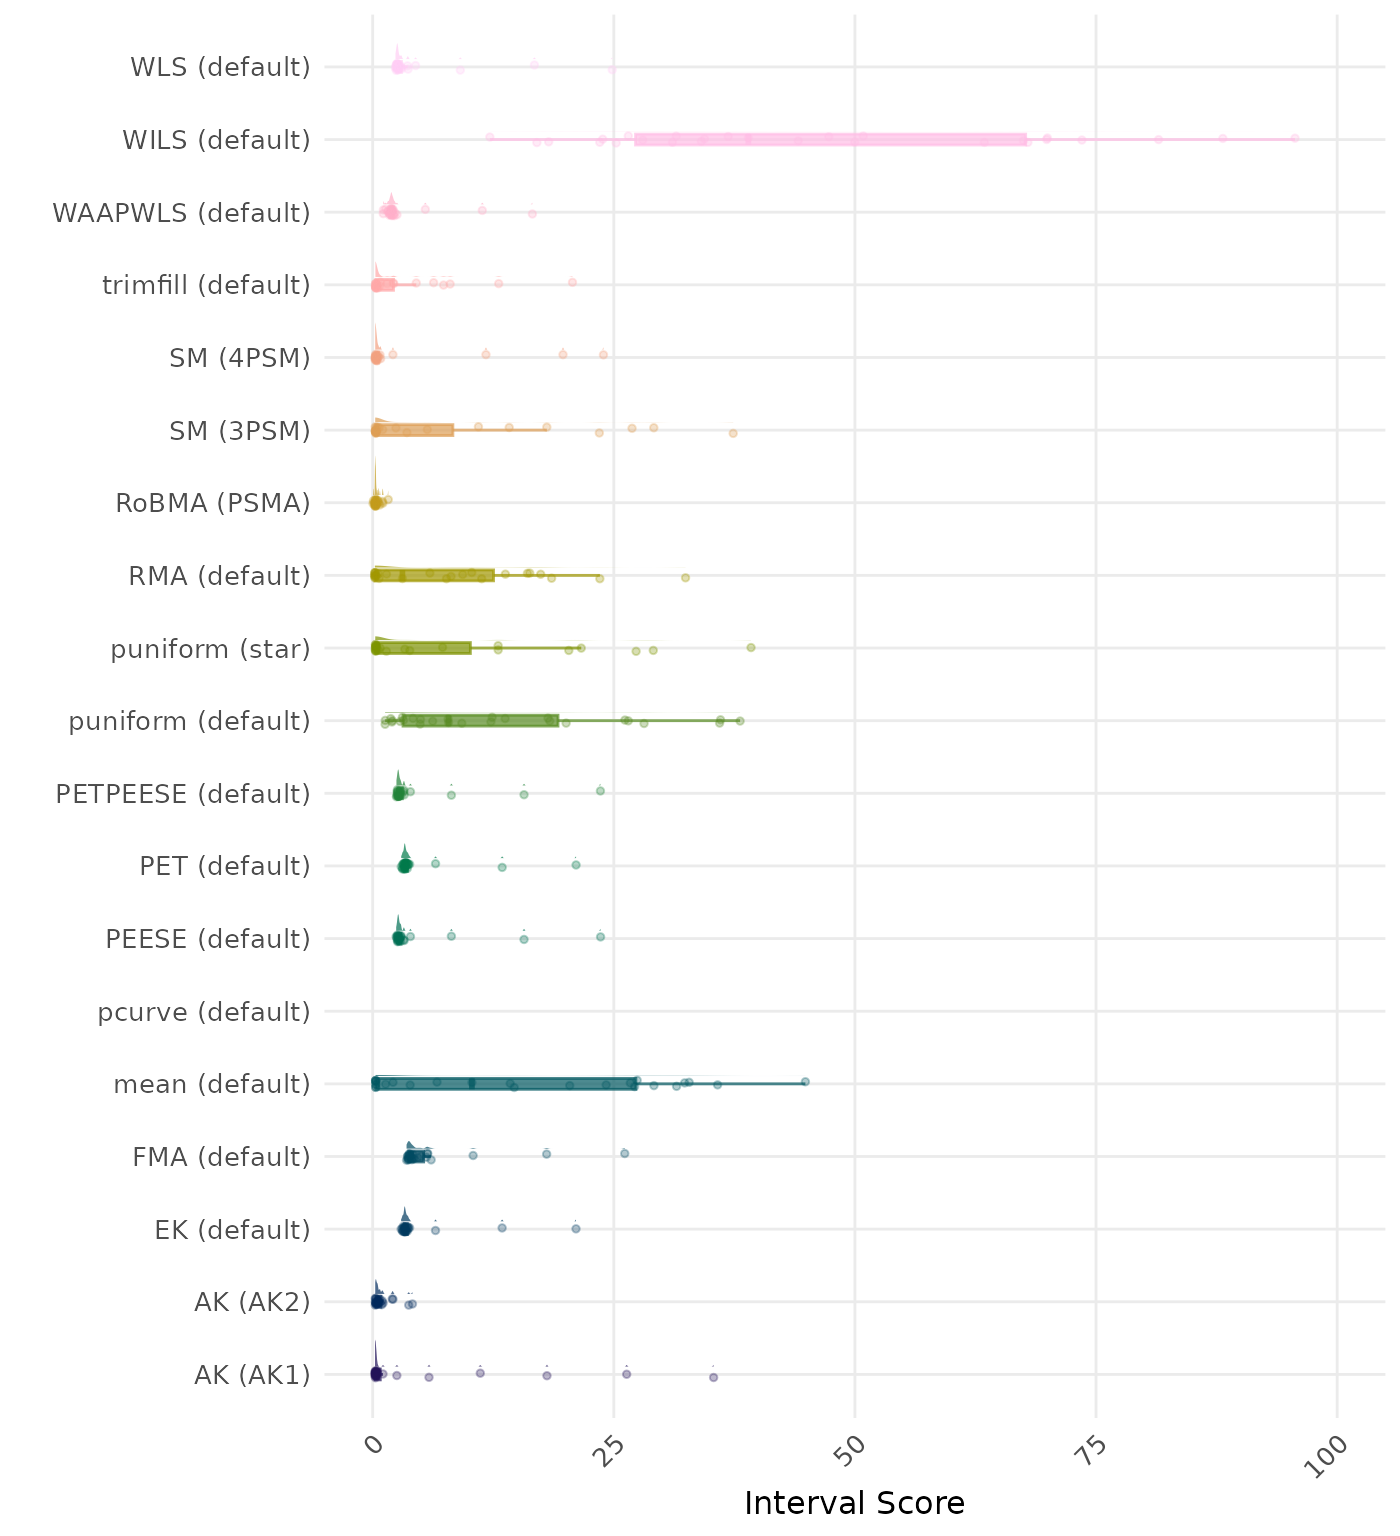 WLS (default)
WILS (default)
WAAPWLS (default)
trimfill (default)
SM (4PSM)
SM (3PSM)
RoBMA (PSMA)
RMA (default)
puniform (star)
puniform (default)
PETPEESE (default)
PET (default)
PEESE (default)
pcurve (default)
mean (default)
FMA (default)
EK (default)
AK (AK2)
AK (AK1)
0 25 50 75 100
Interval Score